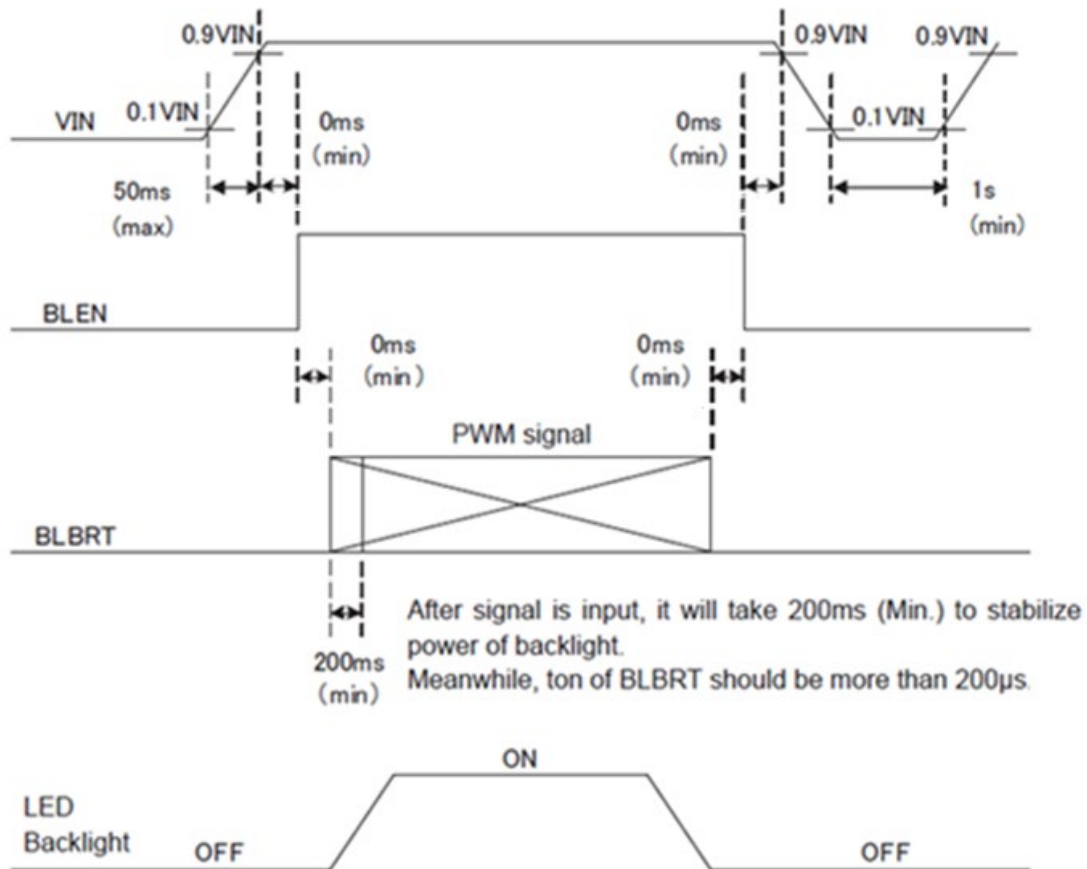 0.9VIN
0.9VIN
0.9VIN
VIN
0.1VIN
0ms
(min)
0ms
(min)
0.1VIN
50ms
(max)
1s
(min)
BLEN
0ms
(min)
0ms
(min)
PWM signal
BLBRT
200ms
(min)
After signal is input, it will take 200ms (Min.) to stabilize
power of backlight.
Meanwhile, ton of BLBRT should be more than 200μs.
ON
LED
Backlight
OFF
OFF